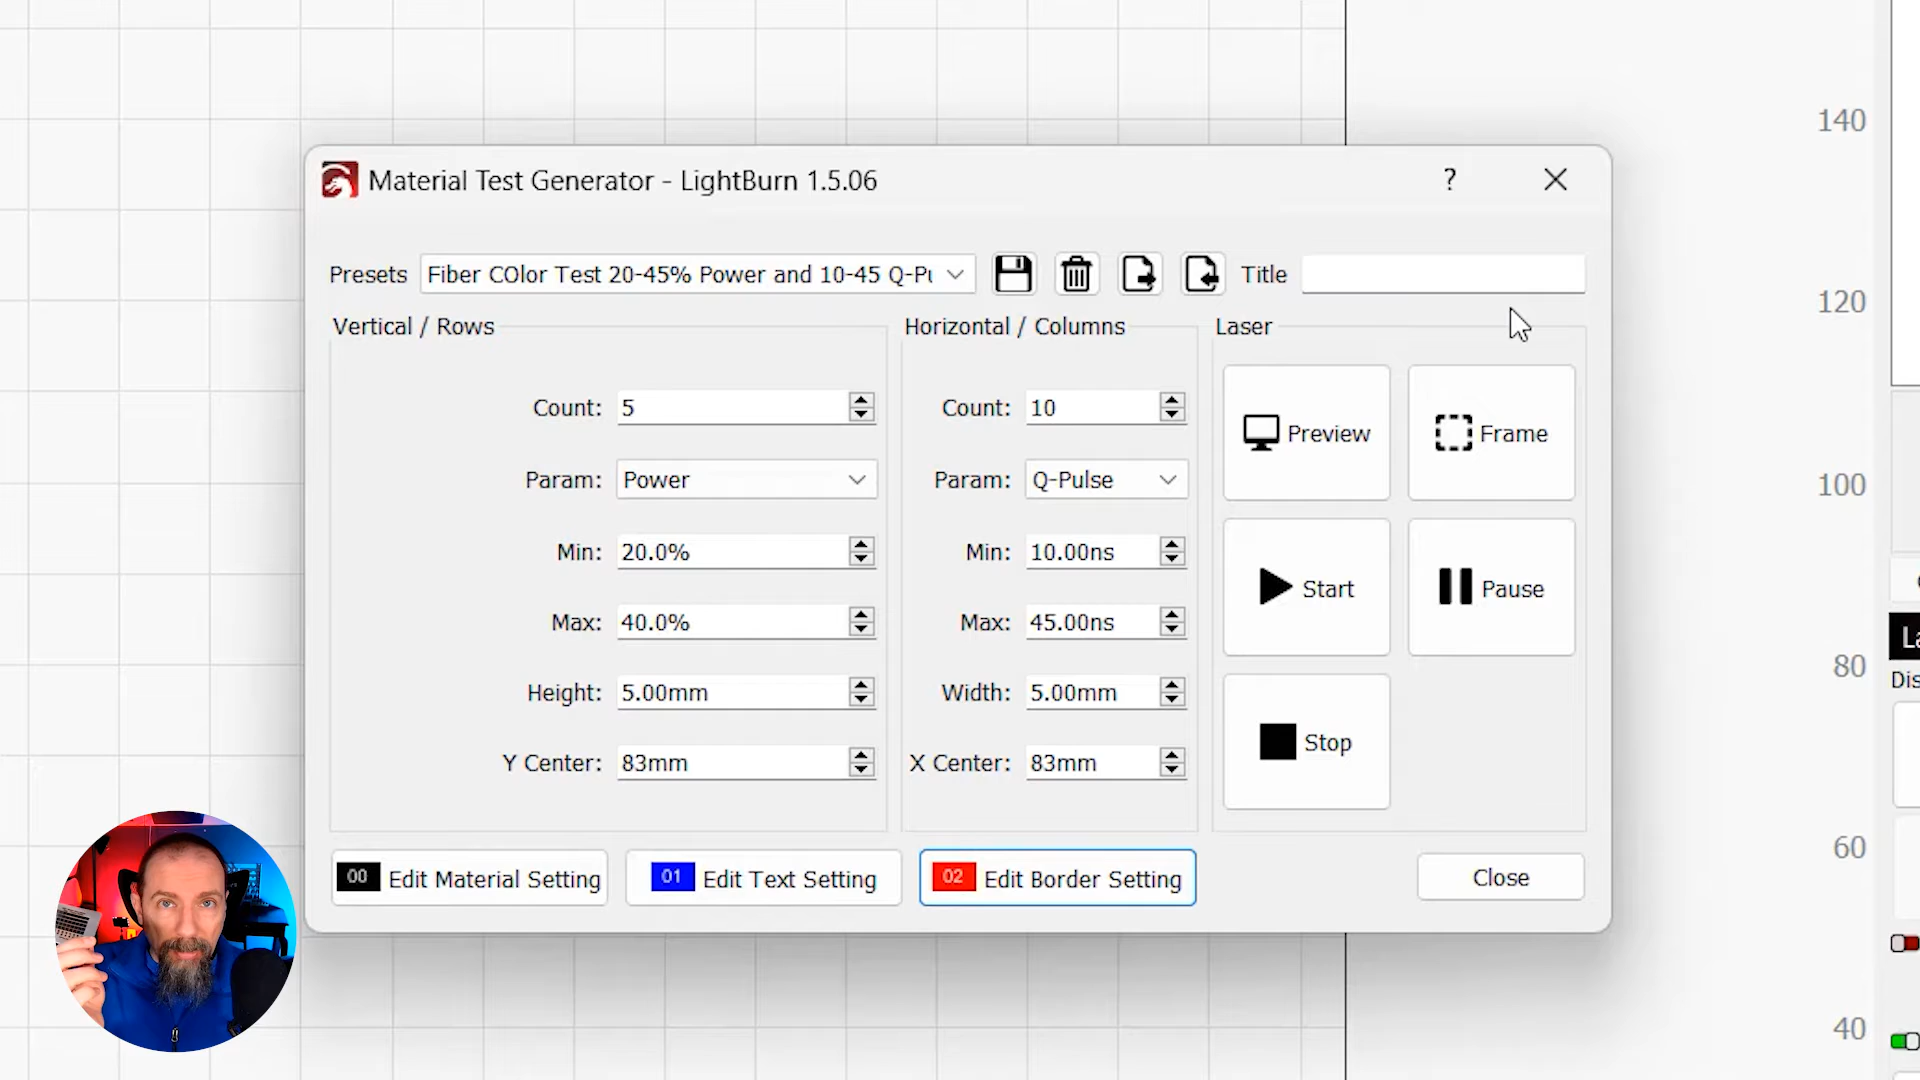 140
Material Test Generator - LightBurn 1.5.06
?
Presets Fiber COlor Test 20-45% Power and 10-45 Q-Pu Title
120
Vertical / Rows
Horizontal / Columns
Laser
Count: 5
Count: 10
Preview
Frame
Param: Power
Param: Q-Pulse
100
Min: 20.0%
Min: 10.00ns
Start
Pause
Max: 40.0%
Max: 45.00ns
80
Height: 5.00mm
Width: 5.00mm
Dis
Stop
Y Center: 83mm
X Center: 83mm
60
00 Edit Material Setting
01 Edit Text Setting
02 Edit Border Setting
Close
40